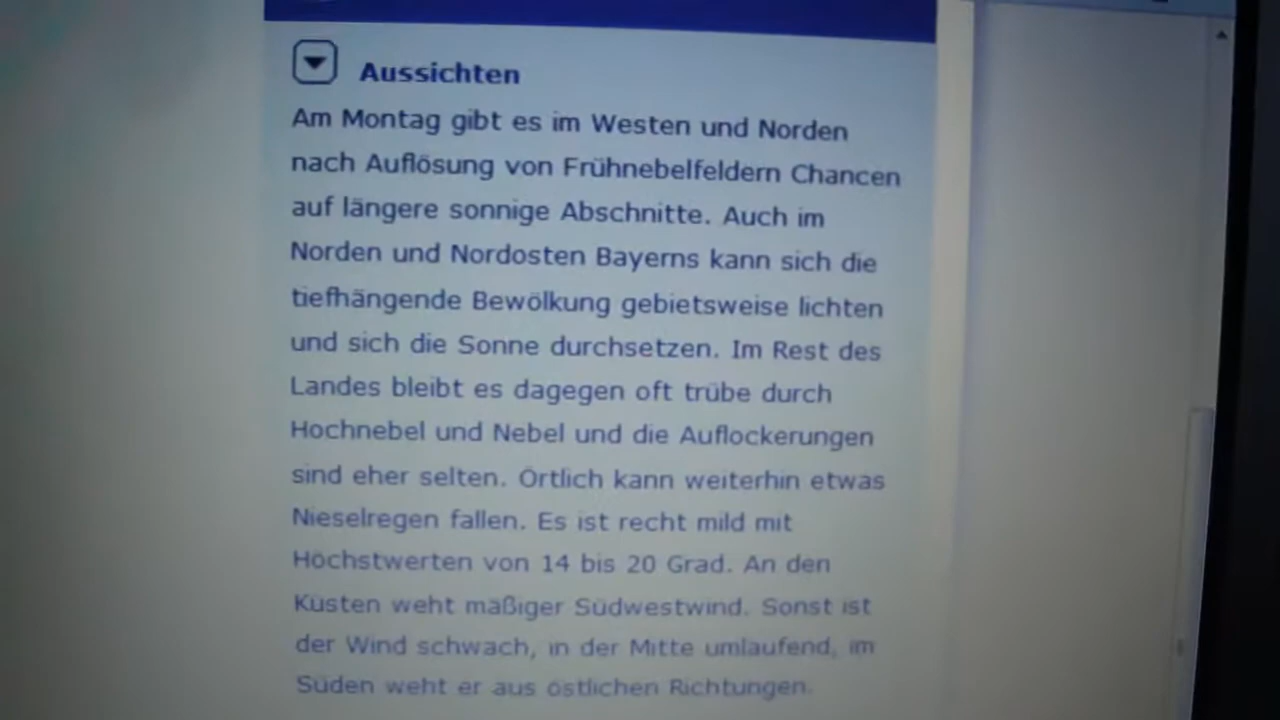 Aussichten
Am Montag gibt es im Westen und Norden
nach Auflösung von Frühnebelfeldern Chancen
auf längere sonnige Abschnitte. Auch im
Norden und Nordosten Bayerns kann sich die
tiefhängende Bewölkung gebietsweise lichten
und sich die Sonne durchsetzen. Im Rest des
Landes bleibt es dagegen oft trübe durch
Hochnebel und Nebel und die Auflockerungen
sind eher selten. Örtlich kann weiterhin etwas
Nieselregen fallen. Es ist recht mild mit
Höchstwerten von 14 bis 20 Grad. An den
Küsten weht mäßiger Südwestwind. Sonst ist
der Wind schwach, in der Mitte umlaufend, im
Süden weht er aus östlichen Richtungen.